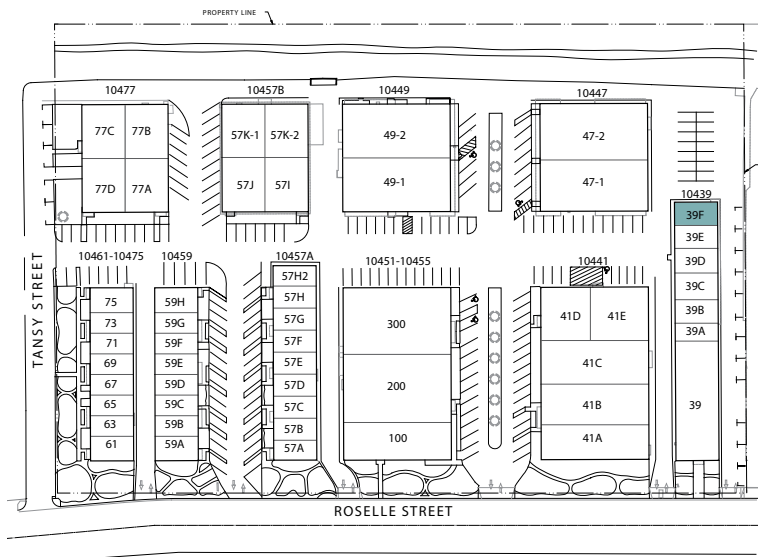 PROPERTY LINE
10477
10457B
10449
10447
77C
77B
77D
77A
57K-1
57K-2
57J
57I
49-2
49-1
47-2
47-1
10439
39F
39E
39D
39C
39B
39A
39
10461-10475
10459
10457A
10451-10455
10441
75
73
71
69
67
65
63
61
59H
59G
59F
59E
59D
59C
59B
59A
57H2
57H
57G
57F
57E
57D
57C
57B
57A
300
200
100
41D
41E
41C
41B
41A
TANSY STREET
ROSELLE STREET